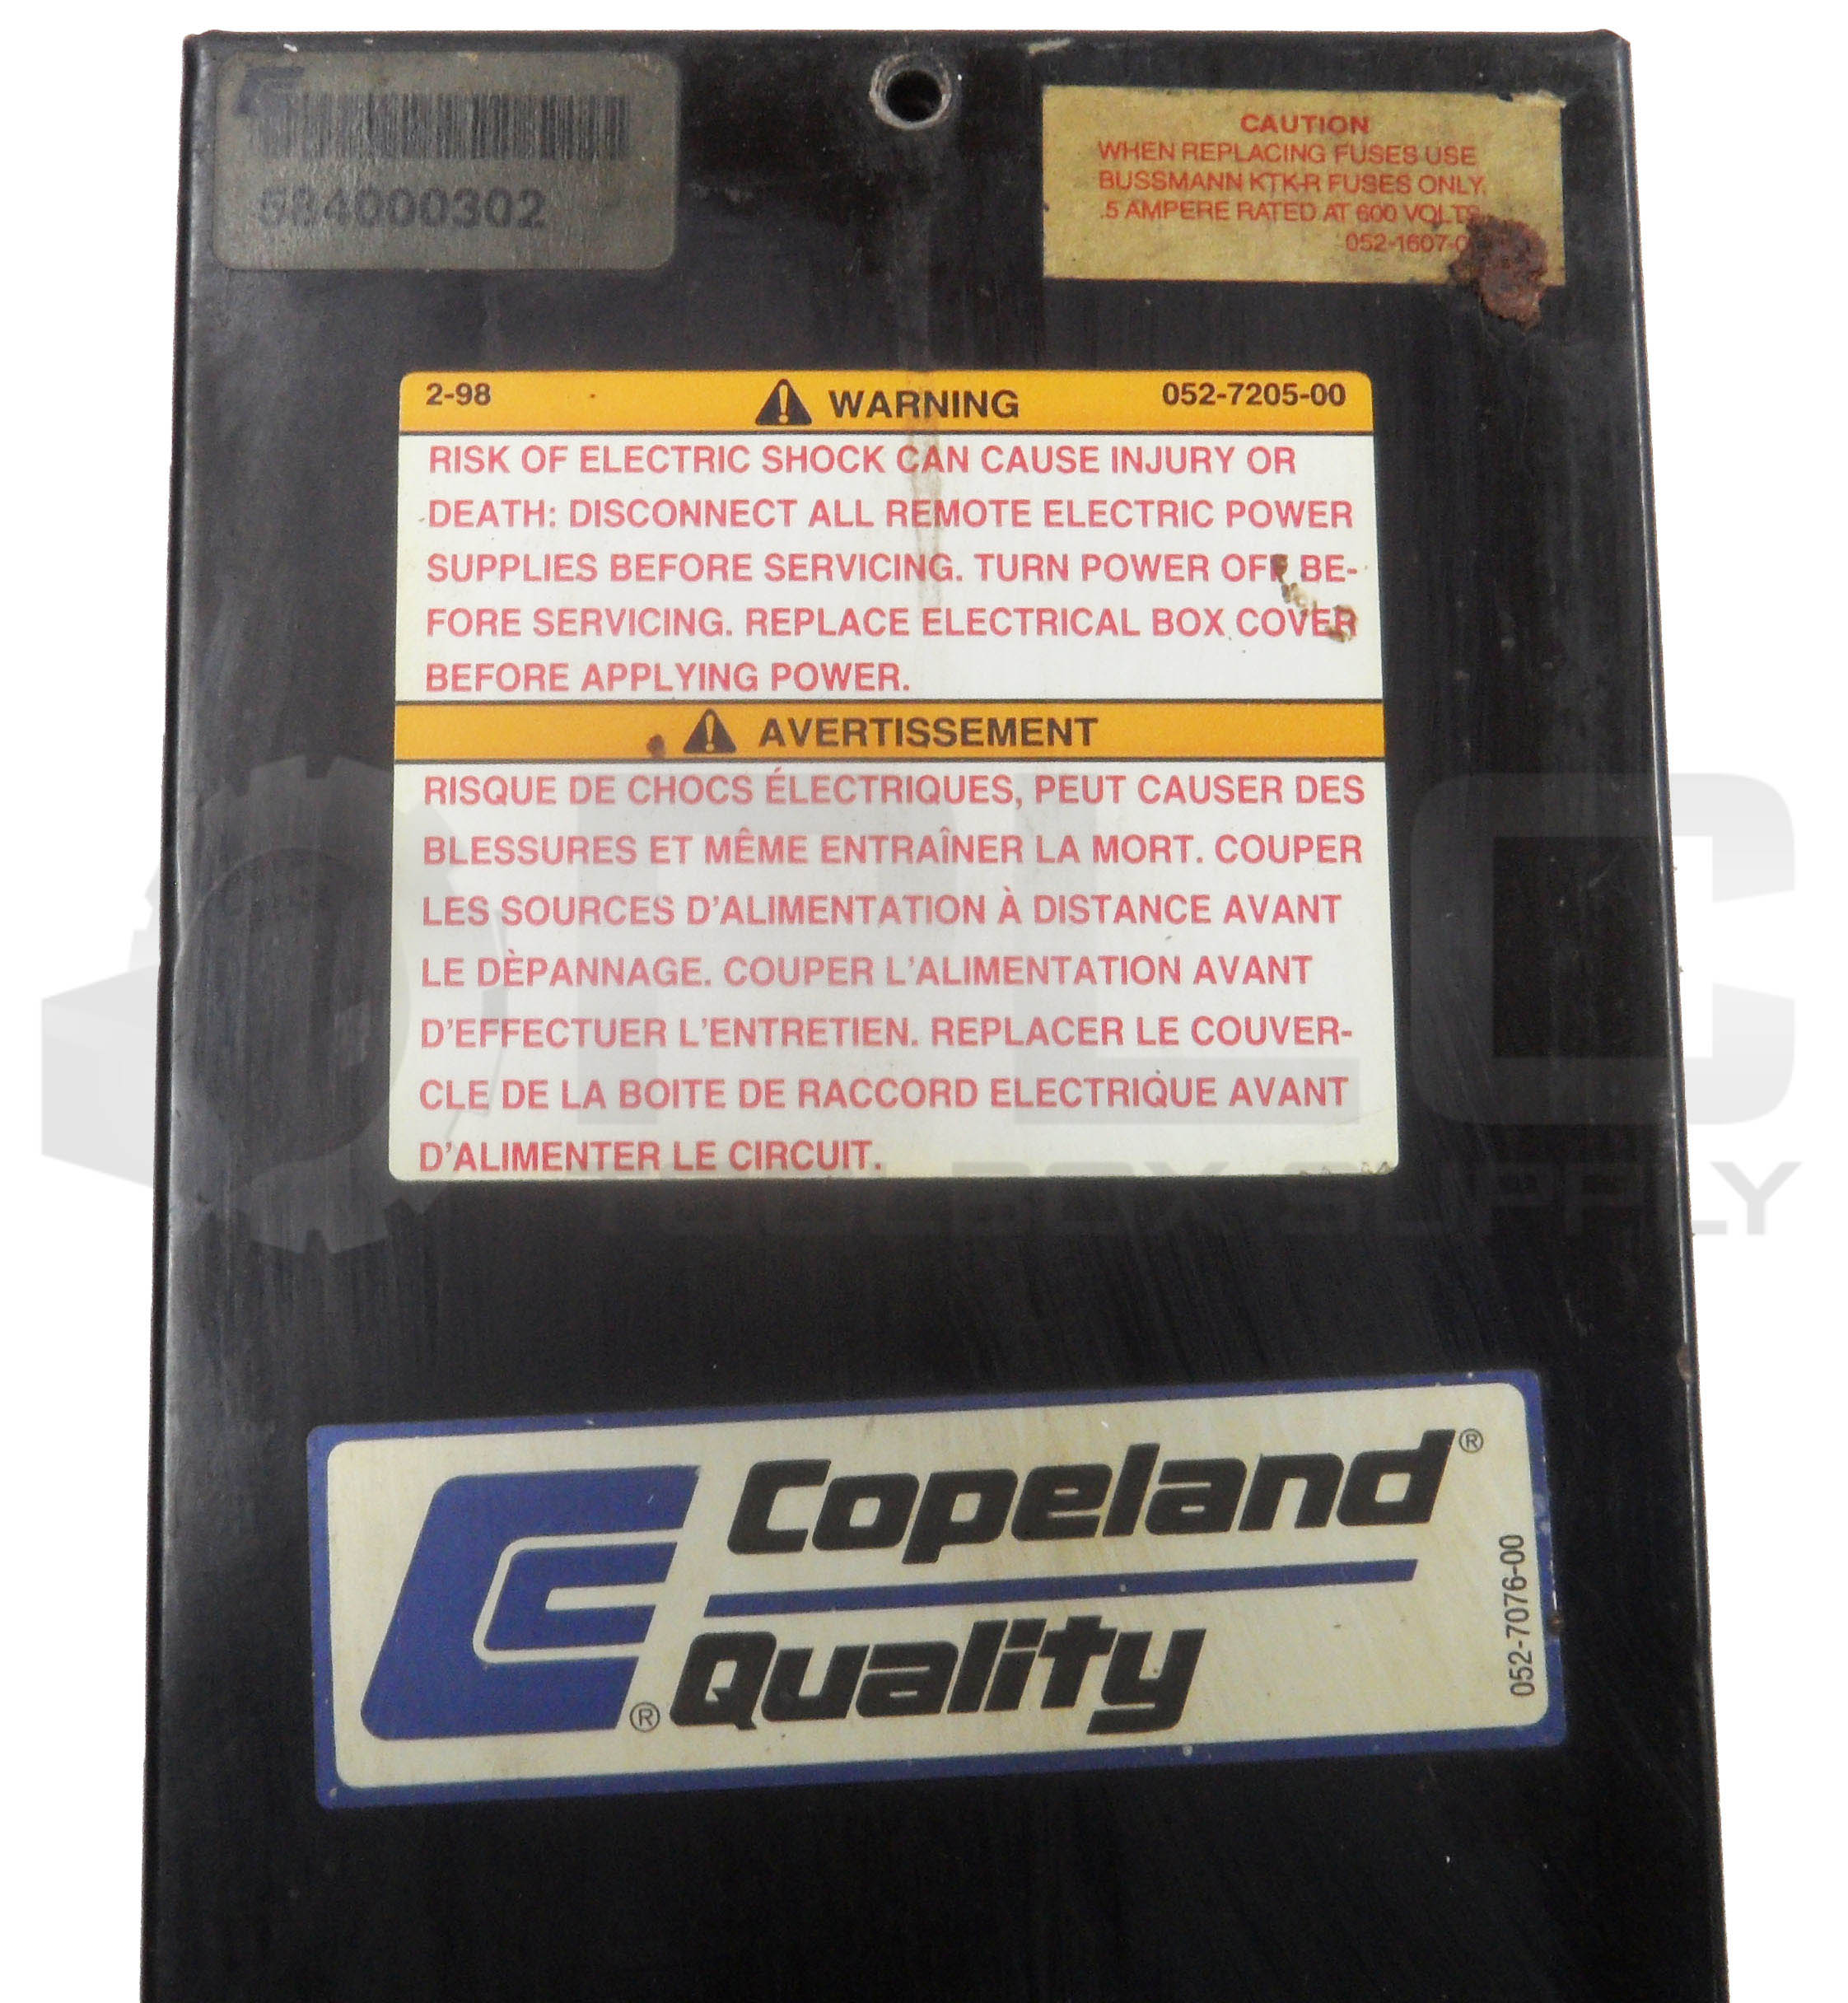 584000302
CAUTION
WHEN REPLACING FUSES USE
BUSSMANN KTK-R FUSES ONLY.
.5 AMPERE RATED AT 600 VOLTS
2-98 WARNING 052-7205-00
RISK OF ELECTRIC SHOCK CAN CAUSE INJURY OR
DEATH: DISCONNECT ALL REMOTE ELECTRIC POWER
SUPPLIES BEFORE SERVICING. TURN POWER OFF BE-
FORE SERVICING. REPLACE ELECTRICAL BOX COVER
BEFORE APPLYING POWER.
AVERTISSEMENT
RISQUE DE CHOCS ÉLECTRIQUES, PEUT CAUSER DES
BLESSURES ET MÊME ENTRAÎNER LA MORT. COUPER
LES SOURCES D'ALIMENTATION À DISTANCE AVANT
LE DÈPANNAGE. COUPER L'ALIMENTATION AVANT
D'EFFECTUER L'ENTRETIEN. REPLACER LE COUVER-
CLE DE LA BOITE DE RACCORD ELECTRIQUE AVANT
D'ALIMENTER LE CIRCUIT.
PLC
TOOLBOX SUPPLY
Copeland®
Quality
®
052-7076-00